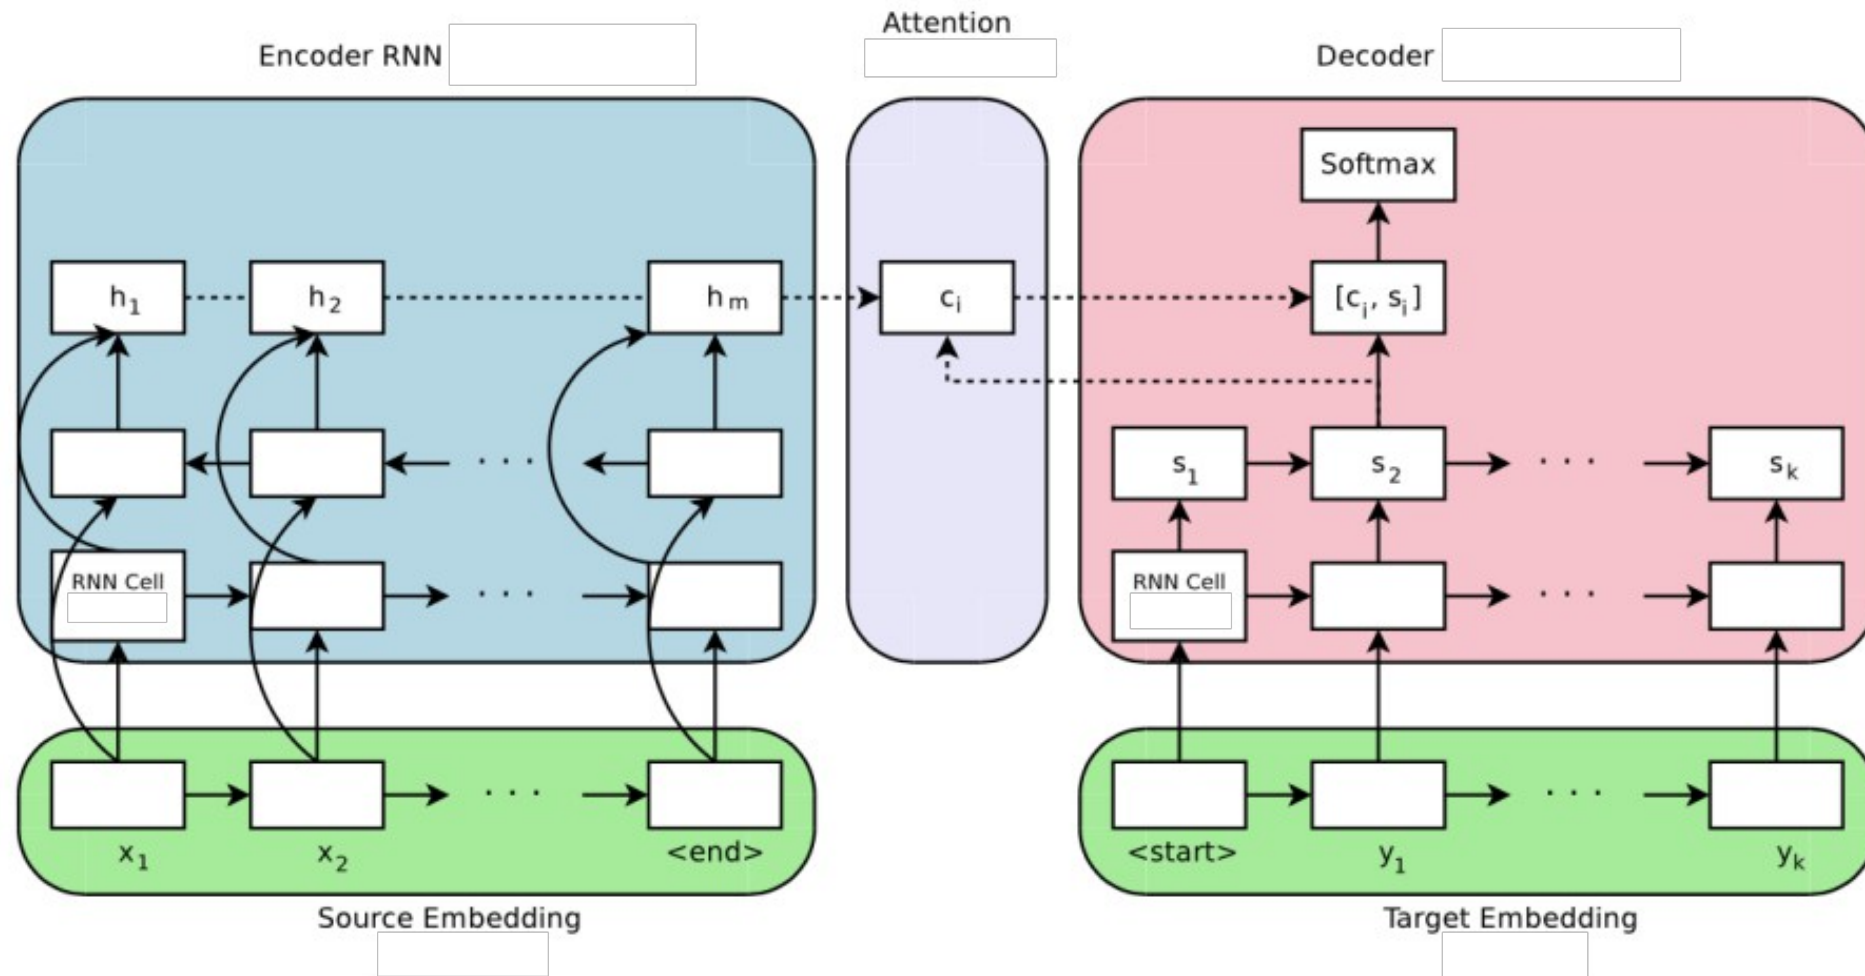 Attention
Encoder RNN
Decoder
Softmax
h1
h2
hm
ci
[ci, si]
· · ·
s1
s2
· · ·
sk
RNN Cell
· · ·
RNN Cell
· · ·
· · ·
· · ·
x1
x2
<end>
<start>
y1
yk
Source Embedding
Target Embedding